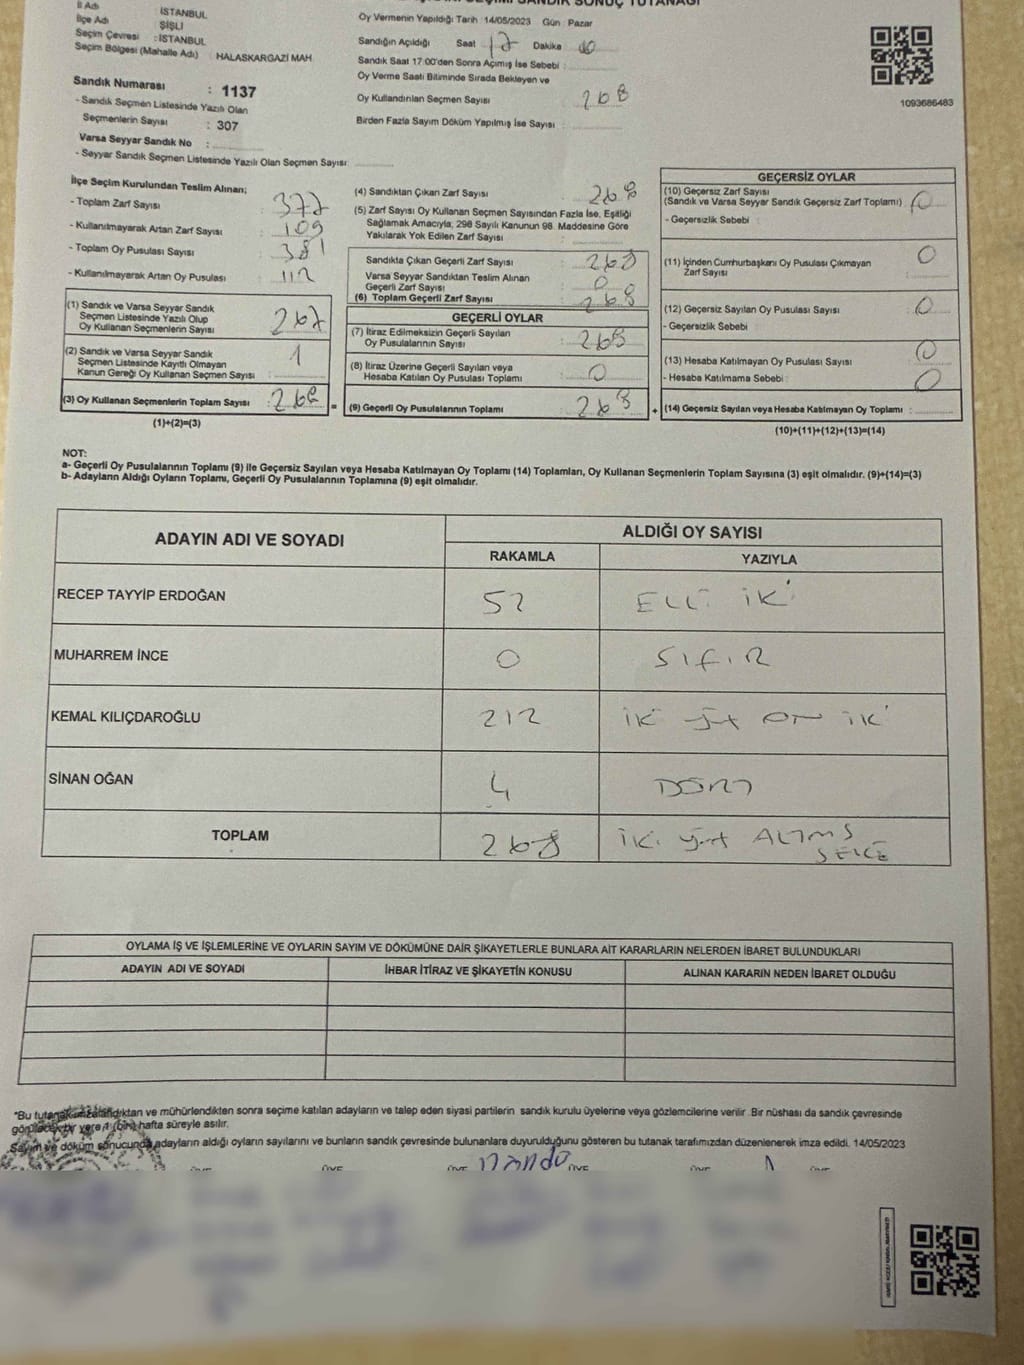 İl Adı İSTANBUL
İlçe Adı ŞİŞLİ
Seçim Çevresi : İSTANBUL
Seçim Bölgesi (Mahalle Adı) : HALASKARGAZİ MAH
Sandık Numarası : 1137
- Sandık Seçmen Listesinde Yazılı Olan
Seçmenlerin Sayısı : 307
Varsa Seyyar Sandık No :
- Seyyar Sandık Seçmen Listesinde Yazılı Olan Seçmen Sayısı:
SANDIK SONUÇ TUTANAĞI
Oy Vermenin Yapıldığı Tarih 14/05/2023 Gün : Pazar
Sandığın Açıldığı Saat 17 Dakika 00
Sandık Saat 17:00'den Sonra Açımış İse Sebebi :
Oy Verme Saati Bitiminde Sırada Bekleyen ve
Oy Kullandırılan Seçmen Sayısı : 268
Birden Fazla Sayım Döküm Yapılmış İse Sayısı :
1093686483
İlçe Seçim Kurulundan Teslim Alınan;
- Toplam Zarf Sayısı : 377
- Kullanılmayarak Artan Zarf Sayısı : 109
- Toplam Oy Pusulası Sayısı : 381
- Kullanılmayarak Artan Oy Pusulası : 112
(1) Sandık ve Varsa Seyyar Sandık
Seçmen Listesinde Yazılı Olup
Oy Kullanan Seçmenlerin Sayısı : 267
(2) Sandık ve Varsa Seyyar Sandık
Seçmen Listesinde Kayıtlı Olmayan
Kanun Gereği Oy Kullanan Seçmen Sayısı : 1
(3) Oy Kullanan Seçmenlerin Toplam Sayısı : 268 =
(1)+(2)=(3)
(4) Sandıktan Çıkan Zarf Sayısı : 268
(5) Zarf Sayısı Oy Kullanan Seçmen Sayısından Fazla İse, Eşitliği
Sağlamak Amacıyla, 298 Sayılı Kanunun 98. Maddesine Göre
Yakılarak Yok Edilen Zarf Sayısı :
Sandıkta Çıkan Geçerli Zarf Sayısı : 268
Varsa Seyyar Sandıktan Teslim Alınan
Geçerli Zarf Sayısı : 0
(6) Toplam Geçerli Zarf Sayısı : 268
GEÇERLİ OYLAR
(7) İtiraz Edilmeksizin Geçerli Sayılan
Oy Pusulalarının Sayısı : 268
(8) İtiraz Üzerine Geçerli Sayılan veya
Hesaba Katılan Oy Pusulası Toplamı : 0
(9) Geçerli Oy Pusulalarının Toplamı : 268 +
GEÇERSİZ OYLAR
(10) Geçersiz Zarf Sayısı
(Sandık ve Varsa Seyyar Sandık Geçersiz Zarf Toplamı) : 0
- Geçersizlik Sebebi :
(11) İçinden Cumhurbaşkanı Oy Pusulası Çıkmayan
Zarf Sayısı : 0
(12) Geçersiz Sayılan Oy Pusulası Sayısı : 0
- Geçersizlik Sebebi :
(13) Hesaba Katılmayan Oy Pusulası Sayısı : 0
- Hesaba Katılmama Sebebi : 0
(14) Geçersiz Sayılan veya Hesaba Katılmayan Oy Toplamı :
(10)+(11)+(12)+(13)=(14)
NOT:
a- Geçerli Oy Pusulalarının Toplamı (9) ile Geçersiz Sayılan veya Hesaba Katılmayan Oy Toplamı (14) Toplamları, Oy Kullanan Seçmenlerin Toplam Sayısına (3) eşit olmalıdır. (9)+(14)=(3)
b- Adayların Aldığı Oyların Toplamı, Geçerli Oy Pusulalarının Toplamına (9) eşit olmalıdır.
ADAYIN ADI VE SOYADI ALDIĞI OY SAYISI
RAKAMLA YAZIYLA
RECEP TAYYİP ERDOĞAN 52 ELLİ İKİ
MUHARREM İNCE 0 SIFIR
KEMAL KILIÇDAROĞLU 212 İKİ yüz ON İKİ
SİNAN OĞAN 4 DÖRT
TOPLAM 268 İKİ yüz ALTMIŞ
SEKİZ
OYLAMA İŞ VE İŞLEMLERİNE VE OYLARIN SAYIM VE DÖKÜMÜNE DAİR ŞİKAYETLERLE BUNLARA AİT KARARLARIN NELERDEN İBARET BULUNDUKLARI
ADAYIN ADI VE SOYADI İHBAR İTİRAZ VE ŞİKAYETİN KONUSU ALINAN KARARIN NEDEN İBARET OLDUĞU
"Bu tutanak imzalandıktan ve mühürlendikten sonra seçime katılan adayların ve talep eden siyasi partilerin sandık kurulu üyelerine veya gözlemcilerine verilir. Bir nüshası da sandık çevresinde
görülecek bir yere 1 (bir) hafta süreyle asılır.
Sayım ve döküm sonucunda adayların aldığı oyların sayılarını ve bunların sandık çevresinde bulunanlara duyurulduğunu gösteren bu tutanak tarafımızdan düzenlenerek imza edildi. 14/05/2023
ÜYE ÜYE ÜYE ÜYE ÜYE